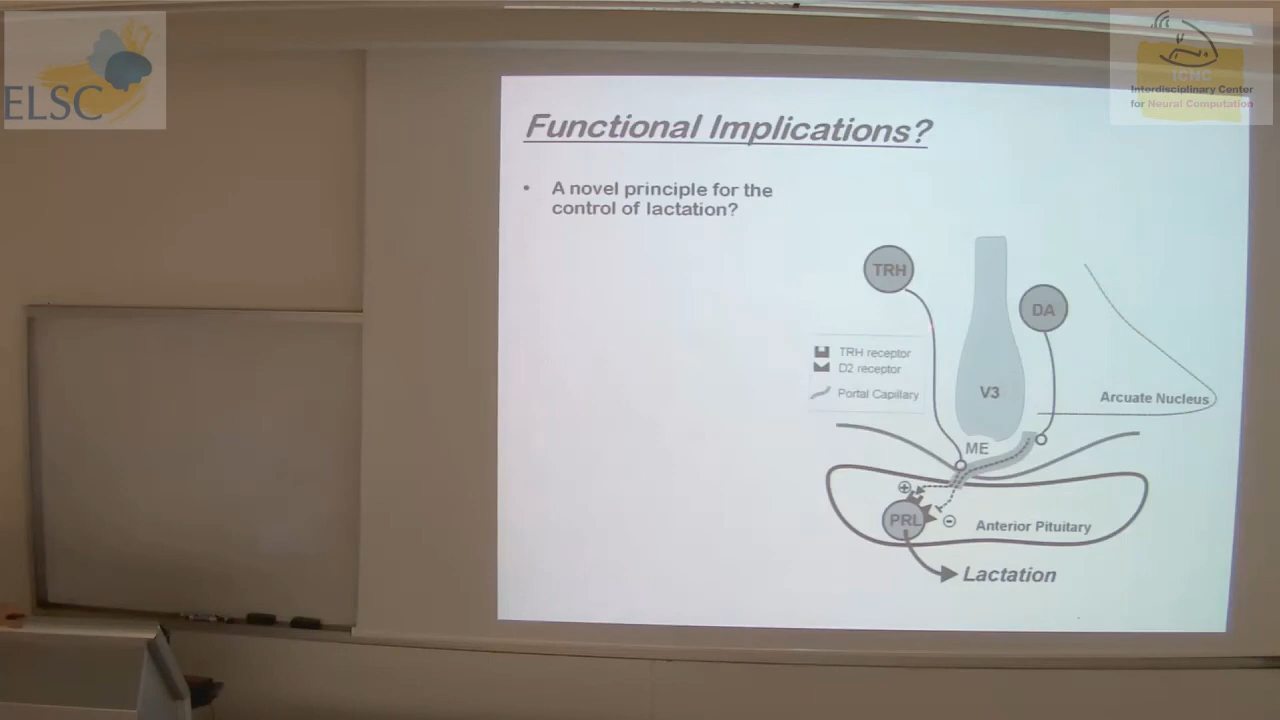 ELSC
ICNC
Interdisciplinary Center
for Neural Computation
Functional Implications?
• A novel principle for the
control of lactation?
TRH
DA
TRH receptor
D2 receptor
Portal Capillary
V3
Arcuate Nucleus
ME
+
PRL
−
Anterior Pituitary
Lactation